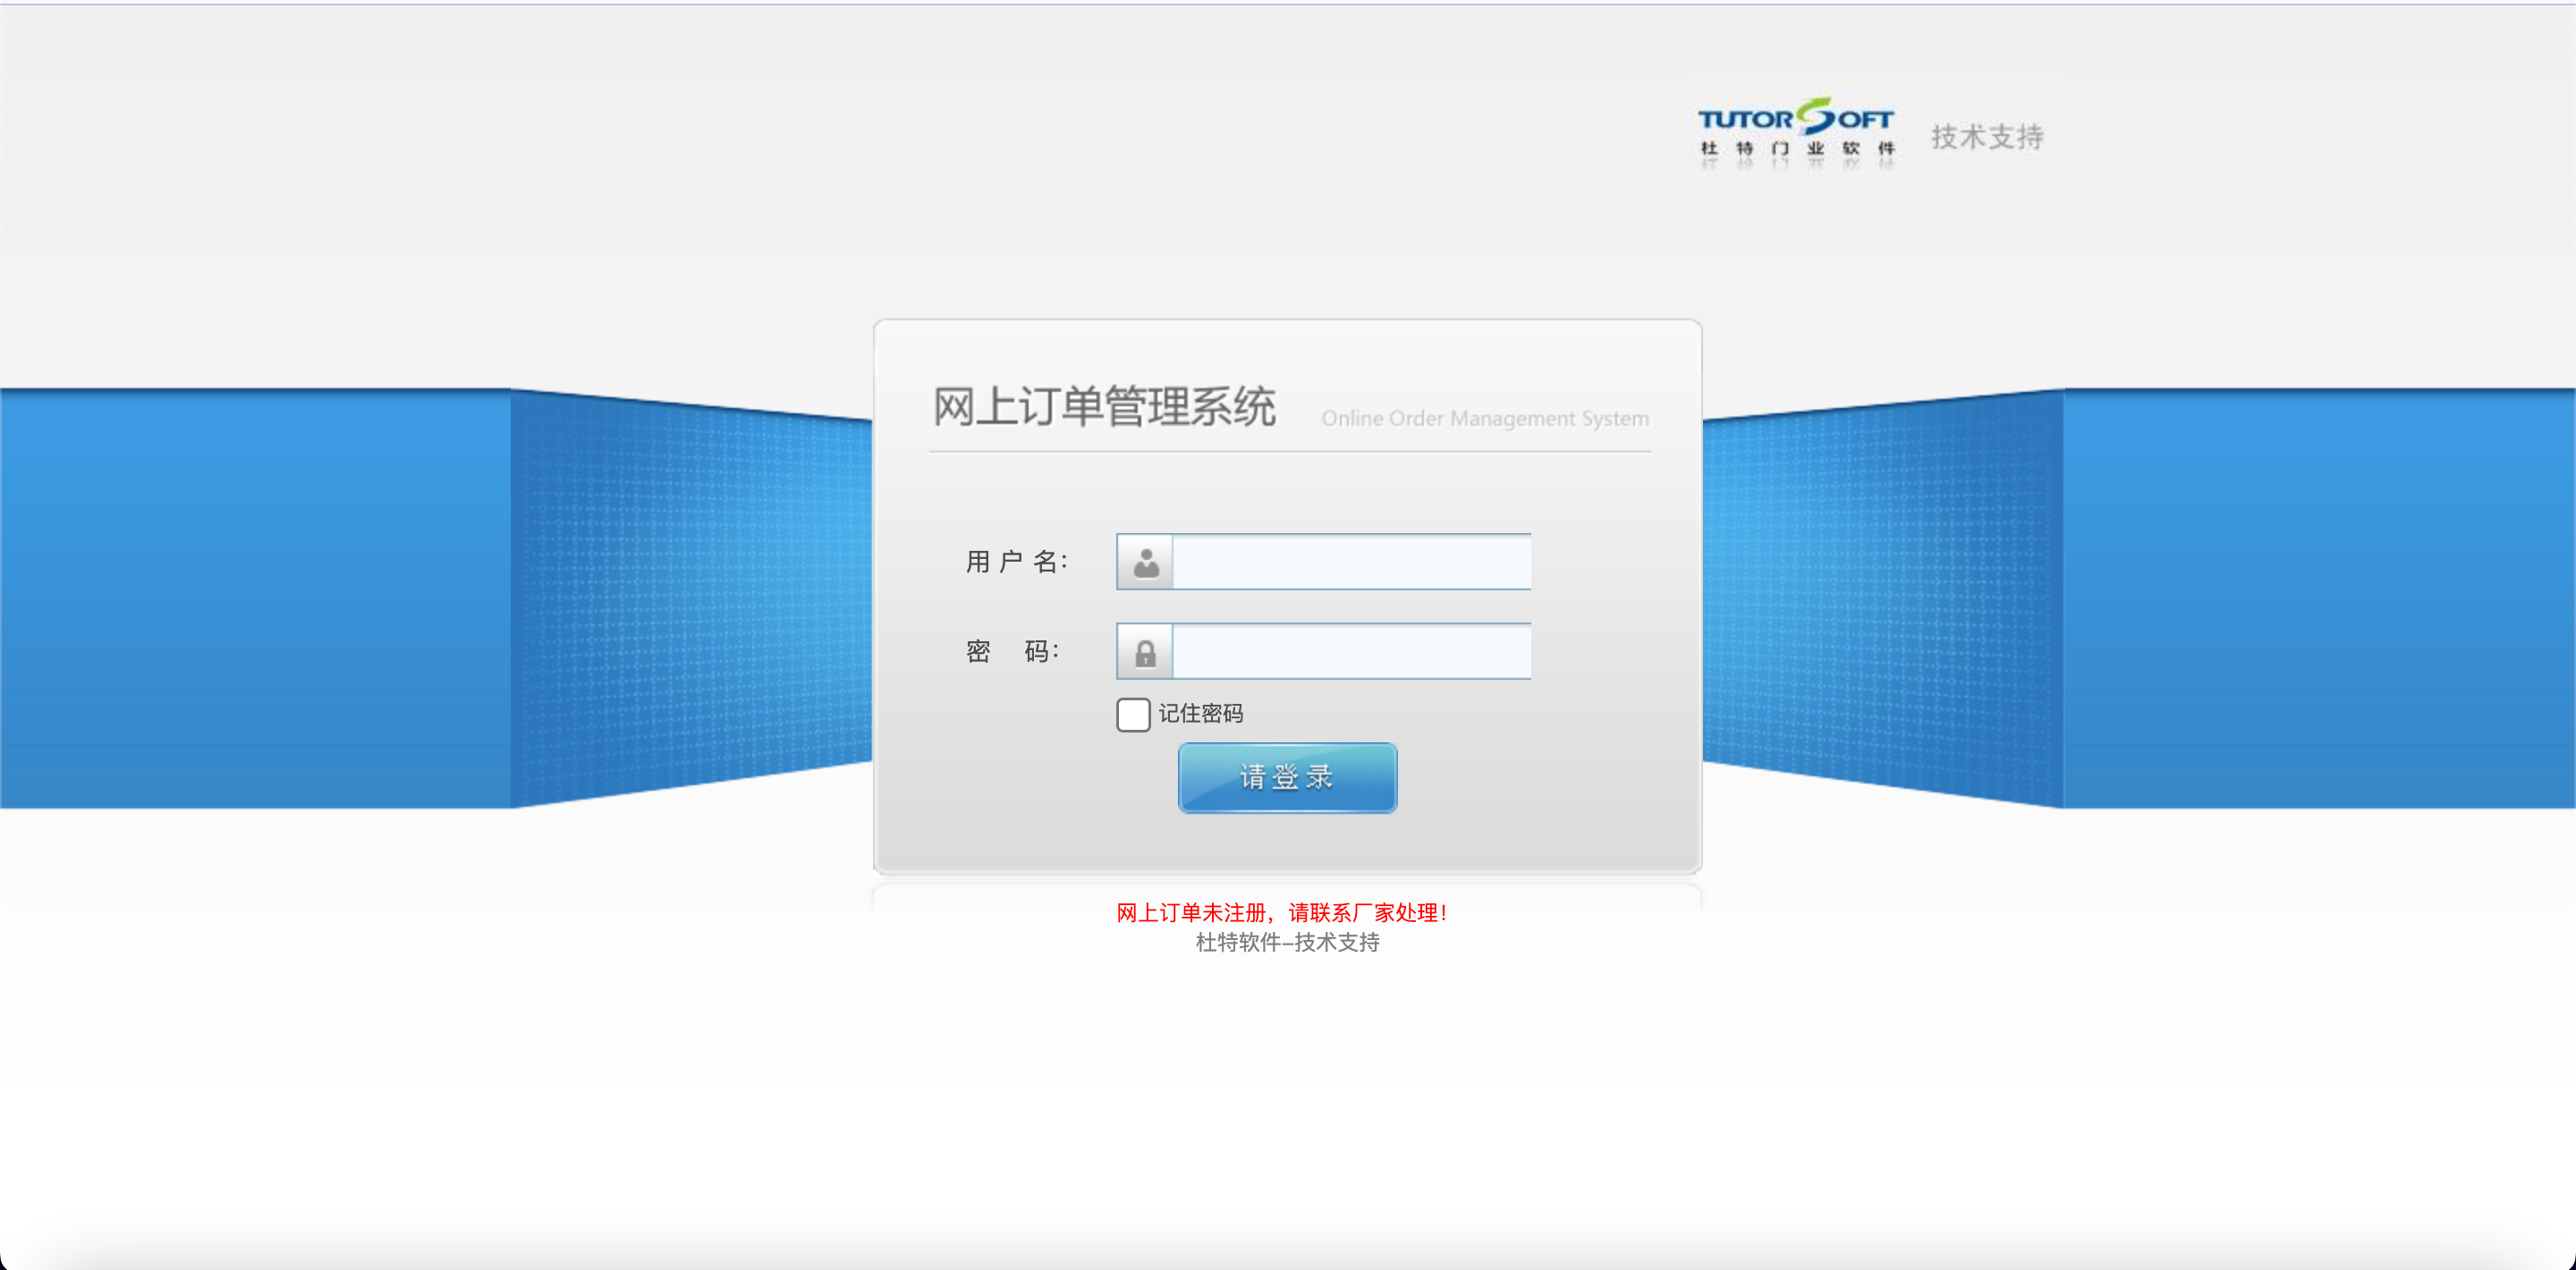 TUTORSOFT
杜特门业软件
技术支持
网上订单管理系统 Online Order Management System
用户名：
密码：
记住密码
请登录
网上订单未注册，请联系厂家处理！
杜特软件-技术支持